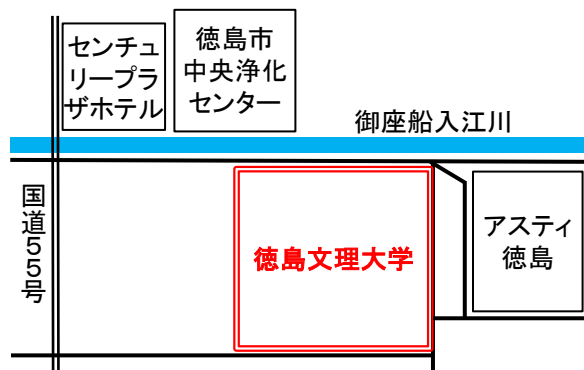 センチュ
リープラ
ザホテル
徳島市
中央浄化
センター
御座船入江川
国道55号
徳島文理大学
アスティ
徳島